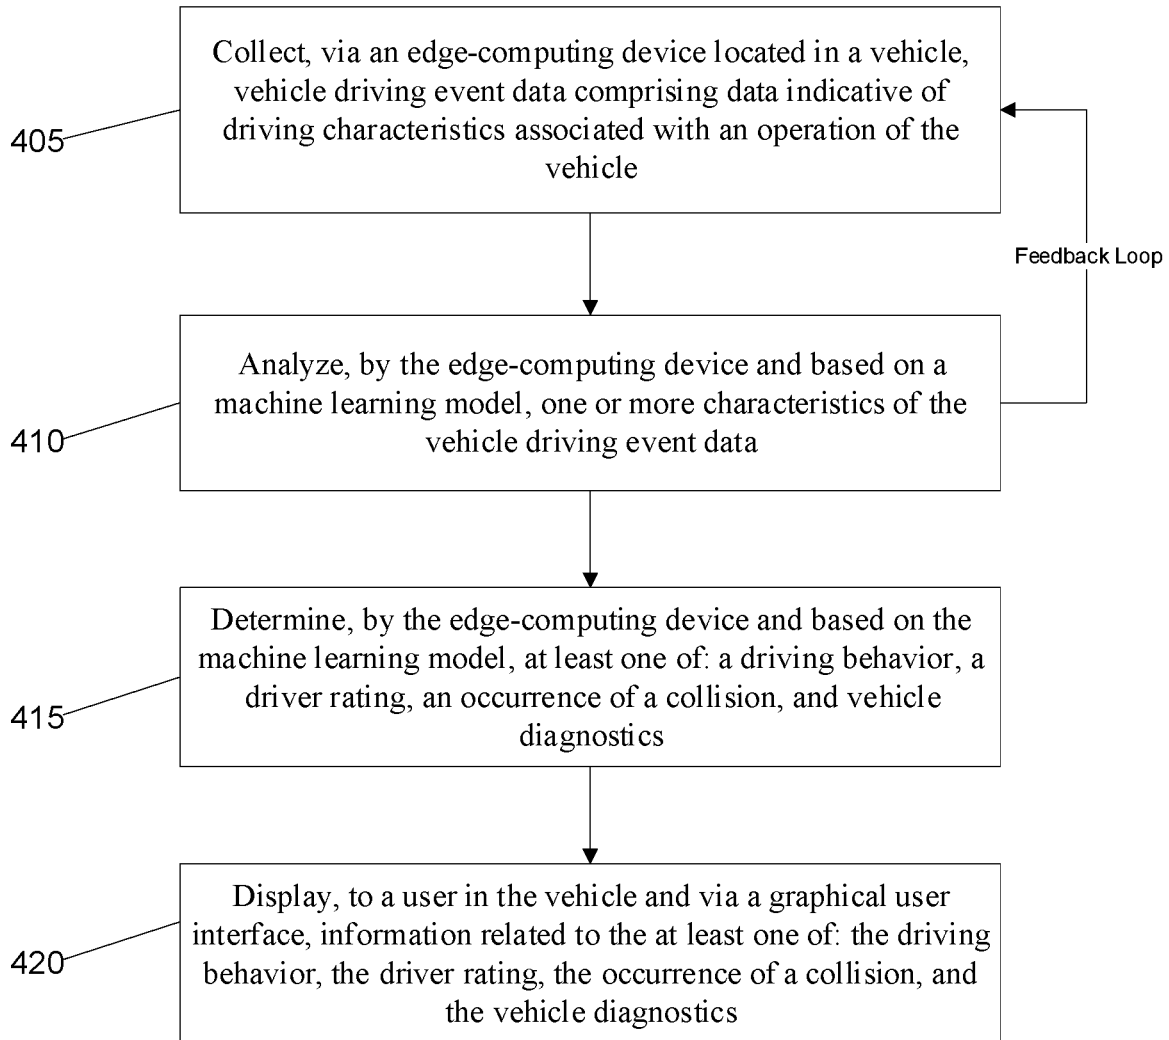 Collect, via an edge-computing device located in a vehicle,
vehicle driving event data comprising data indicative of
driving characteristics associated with an operation of the
vehicle
405
Feedback Loop
Analyze, by the edge-computing device and based on a
machine learning model, one or more characteristics of the
vehicle driving event data
410
Determine, by the edge-computing device and based on the
machine learning model, at least one of: a driving behavior, a
driver rating, an occurrence of a collision, and vehicle
diagnostics
415
Display, to a user in the vehicle and via a graphical user
interface, information related to the at least one of: the driving
behavior, the driver rating, the occurrence of a collision, and
the vehicle diagnostics
420